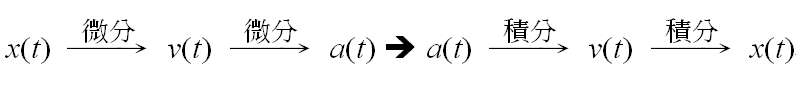 x(t) 微分→ v(t) 微分→ a(t) ➔ a(t) 積分→ v(t) 積分→ x(t)